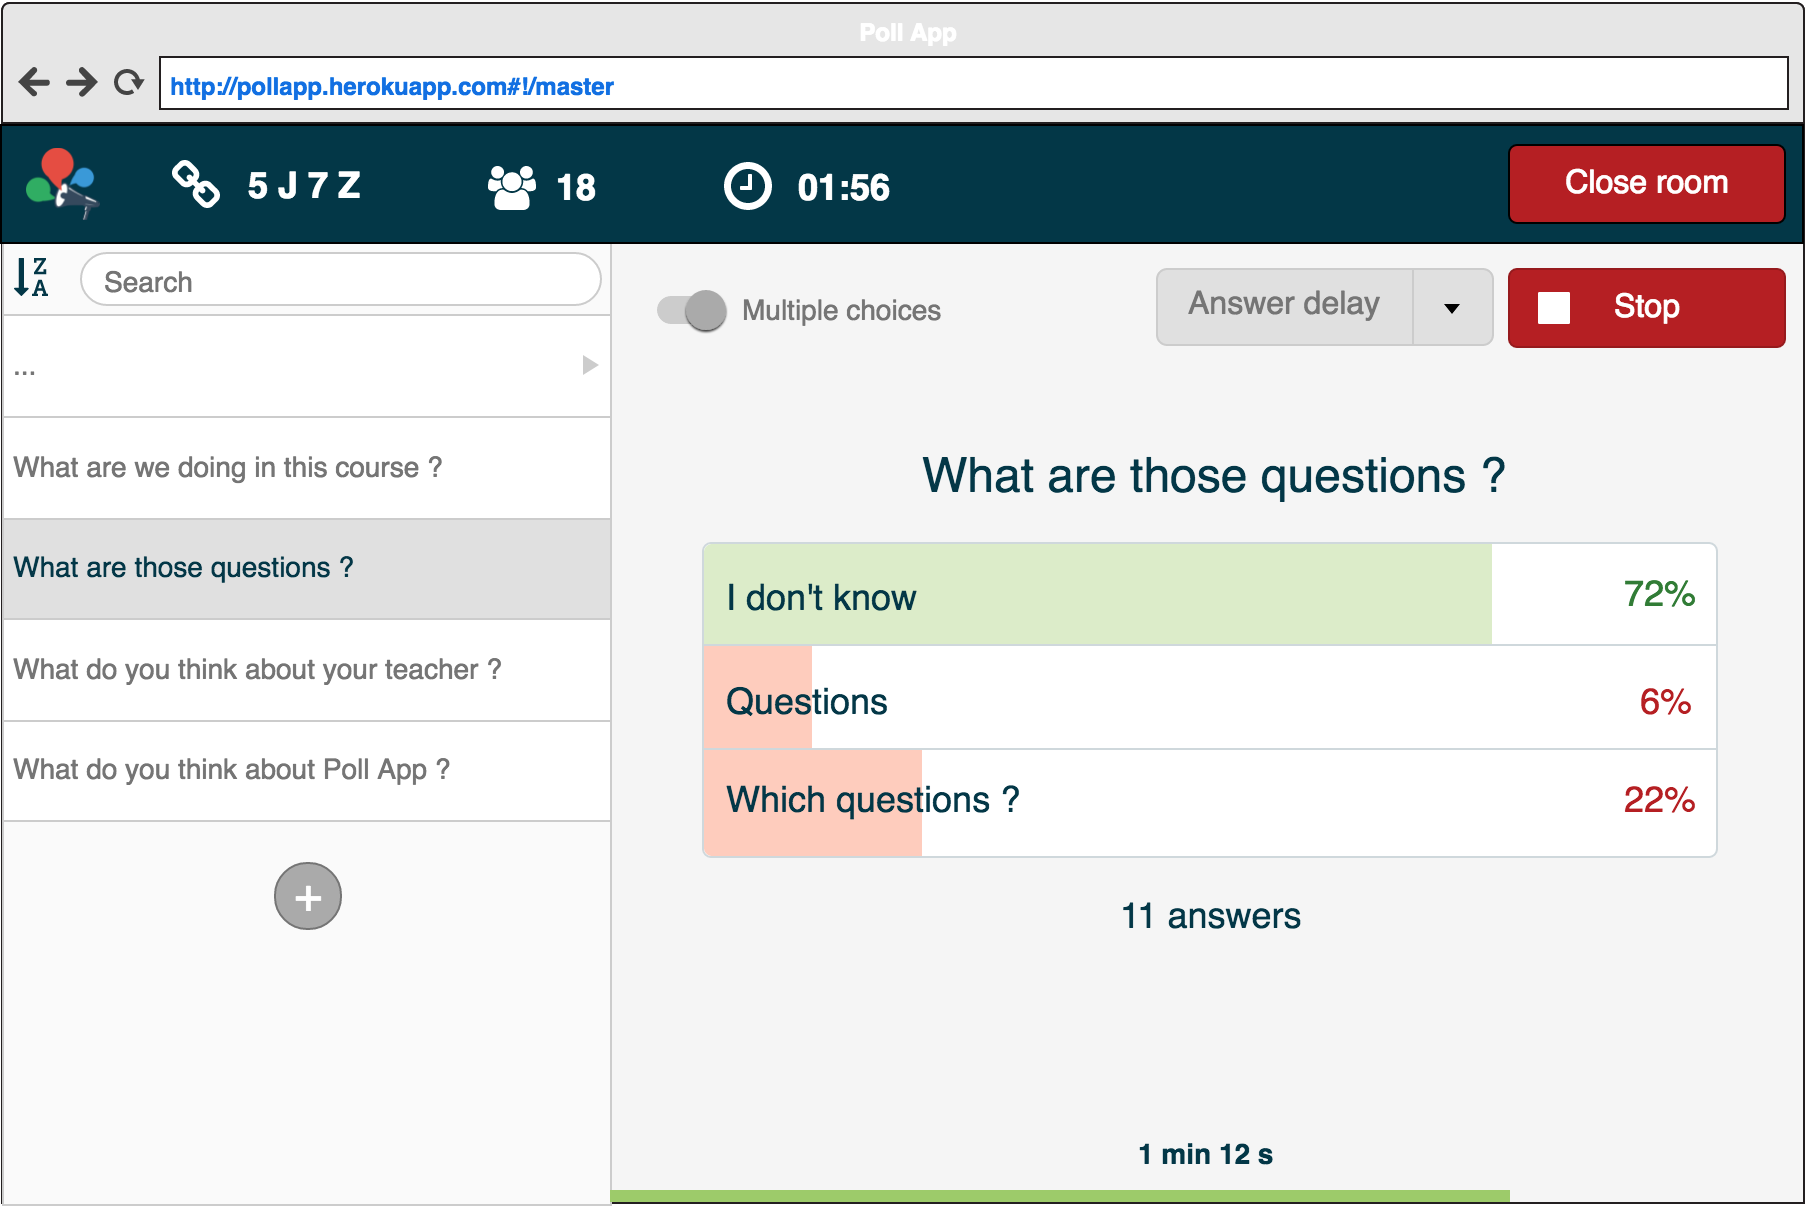 Poll App
http://pollapp.herokuapp.com#!/master
5 J 7 Z
18
01:56
Close room
Z
A
Search
...
What are we doing in this course ?
What are those questions ?
What do you think about your teacher ?
What do you think about Poll App ?
+
Multiple choices
Answer delay
Stop
What are those questions ?
I don't know 72%
Questions 6%
Which questions ? 22%
11 answers
1 min 12 s